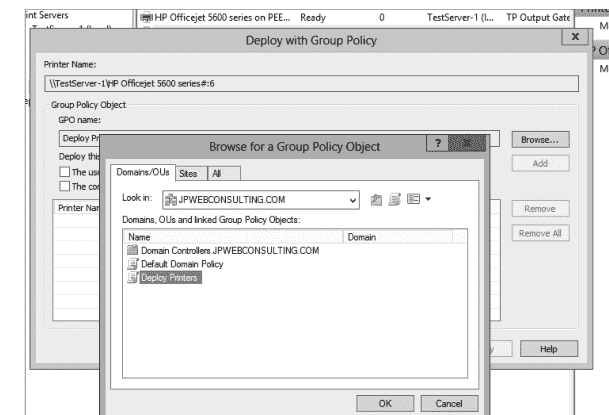 int Servers
HP Officejet 5600 series on PEE... Ready 0 TestServer-1 (l... TP Output Gate
Deploy with Group Policy x
Printer Name:
\\TestServer-1\HP Officejet 5600 series#:6
Group Policy Object
GPO name:
Deploy Pr
Browse...
Deploy this
Add
The use
The con
Printer Nar
Remove
Remove All
Help
Browse for a Group Policy Object ?
Domains/OUs Sites All
Look in: JPWEBCONSULTING.COM
Domains, OUs and linked Group Policy Objects:
Name Domain
Domain Controllers.JPWEBCONSULTING.COM
Default Domain Policy
Deploy Printers
OK Cancel